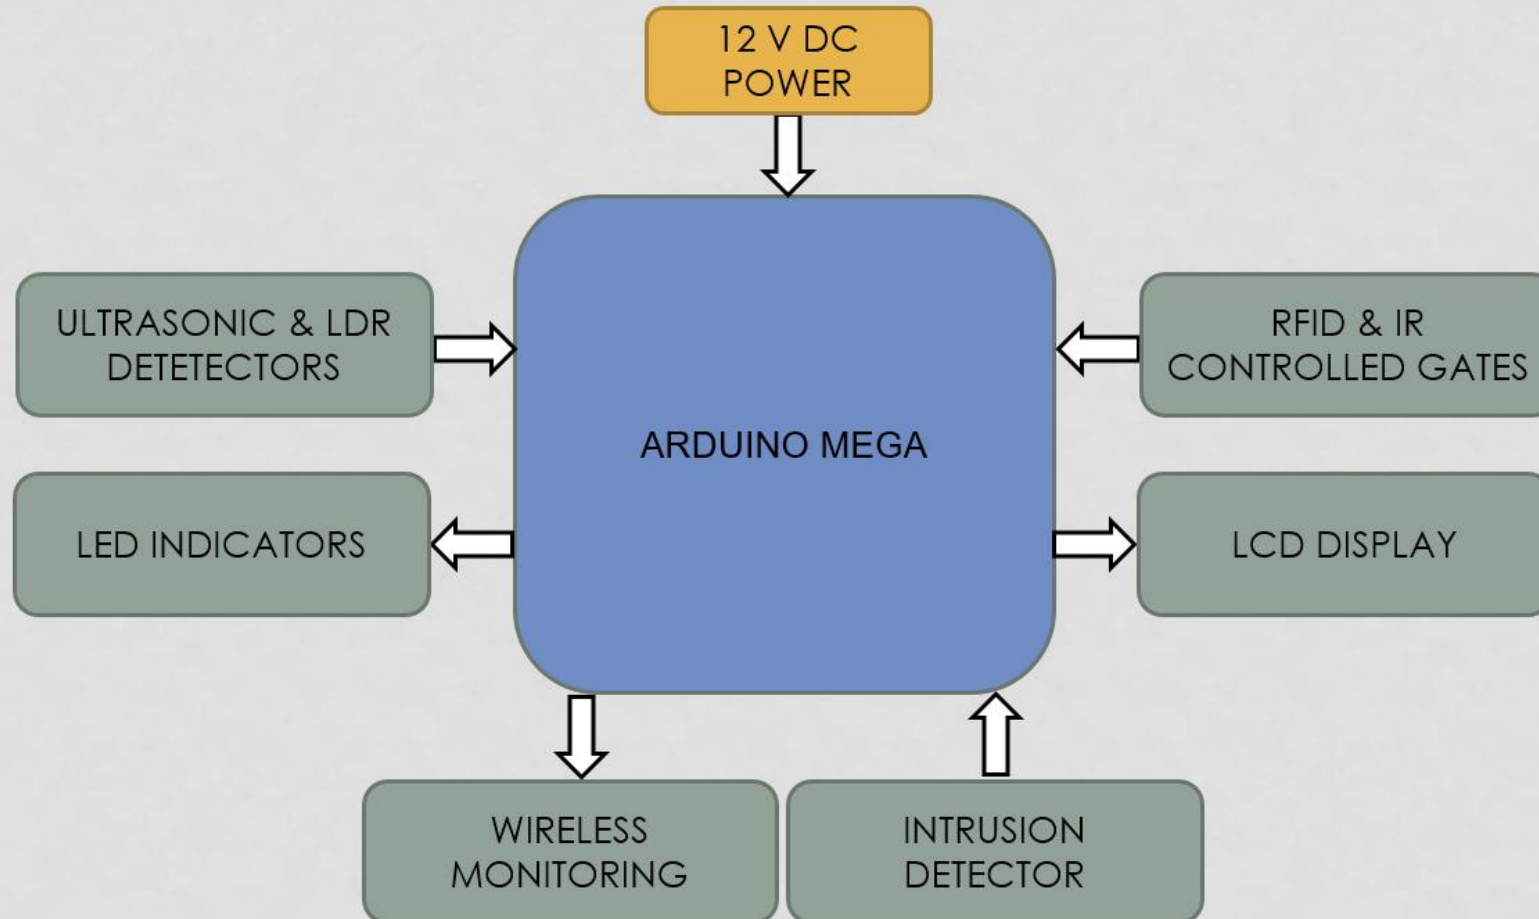 12 V DC
POWER
ULTRASONIC & LDR
DETETECTORS
RFID & IR
CONTROLLED GATES
ARDUINO MEGA
LED INDICATORS
LCD DISPLAY
WIRELESS
MONITORING
INTRUSION
DETECTOR